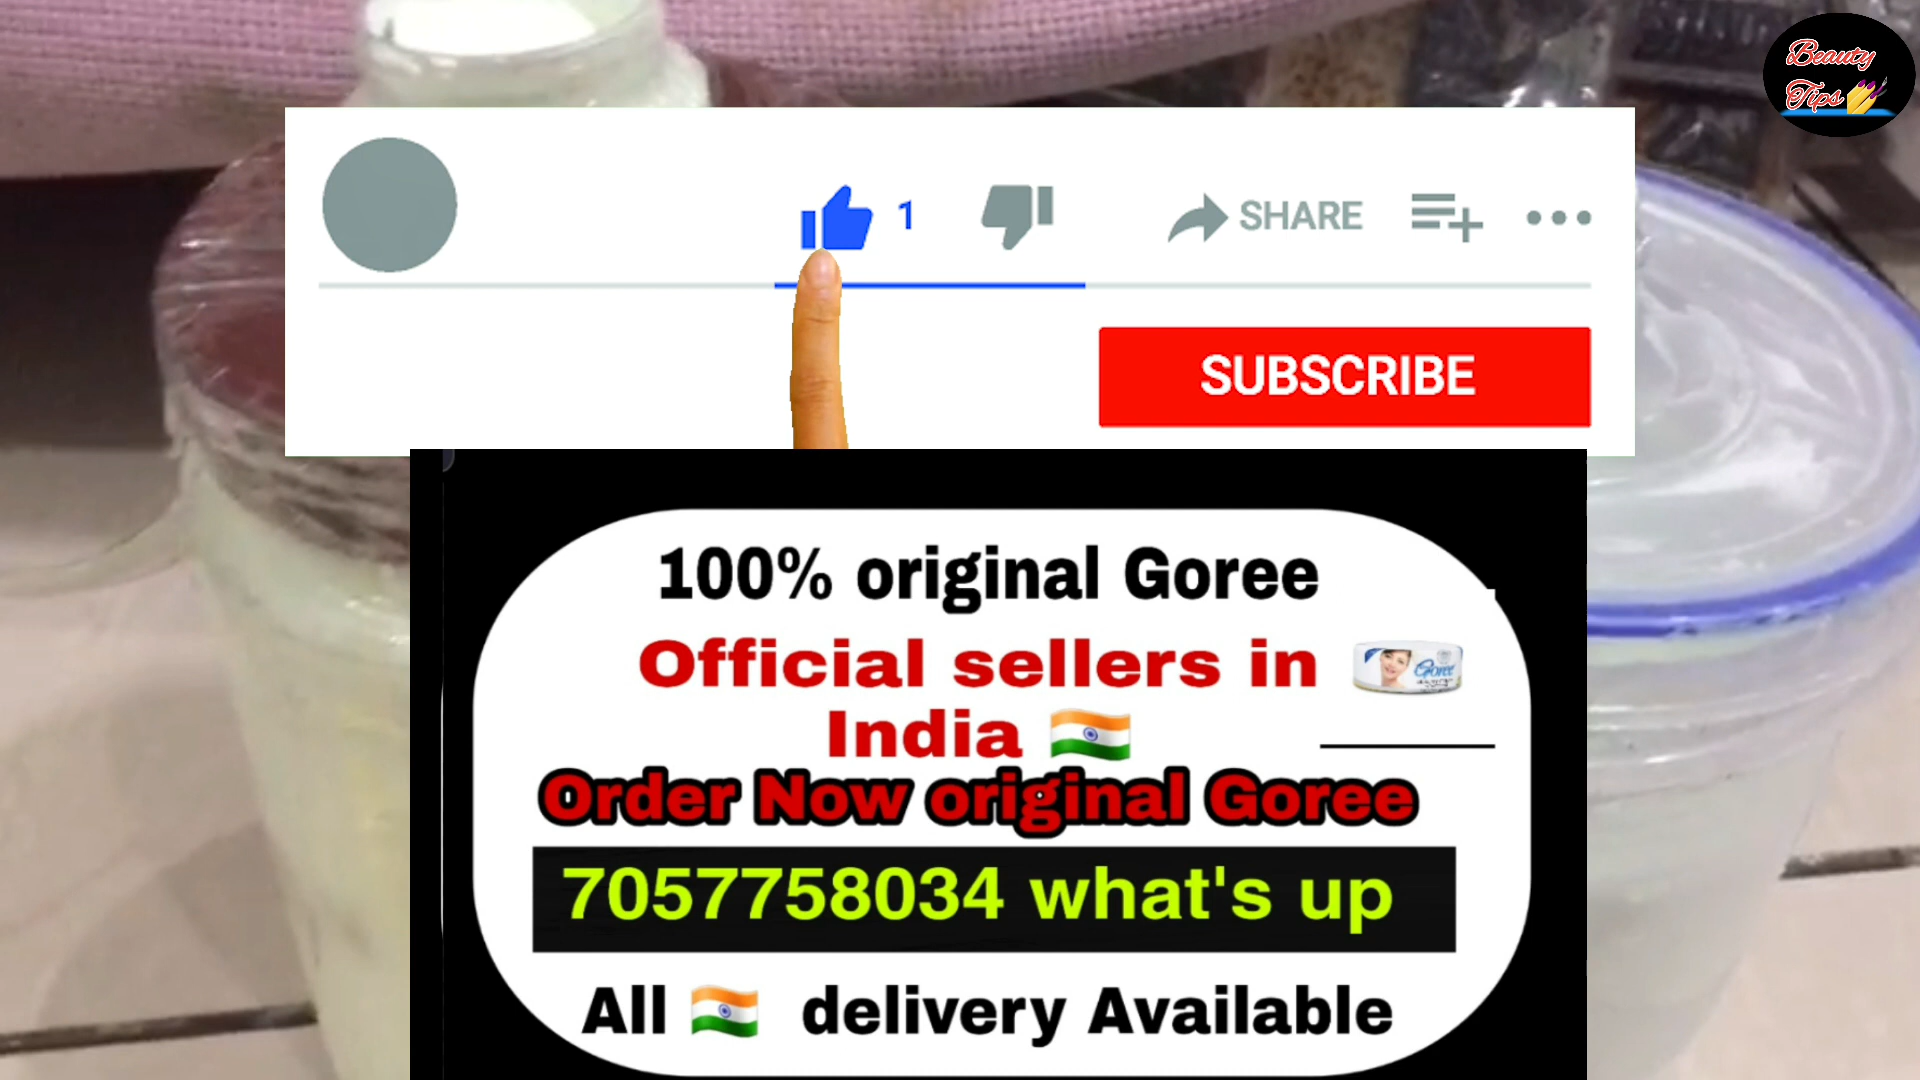 Beauty
Tips
1
SHARE
SUBSCRIBE
100% original Goree
Official sellers in
Goree
India
Order Now original Goree
7057758034 what's up
All delivery Available